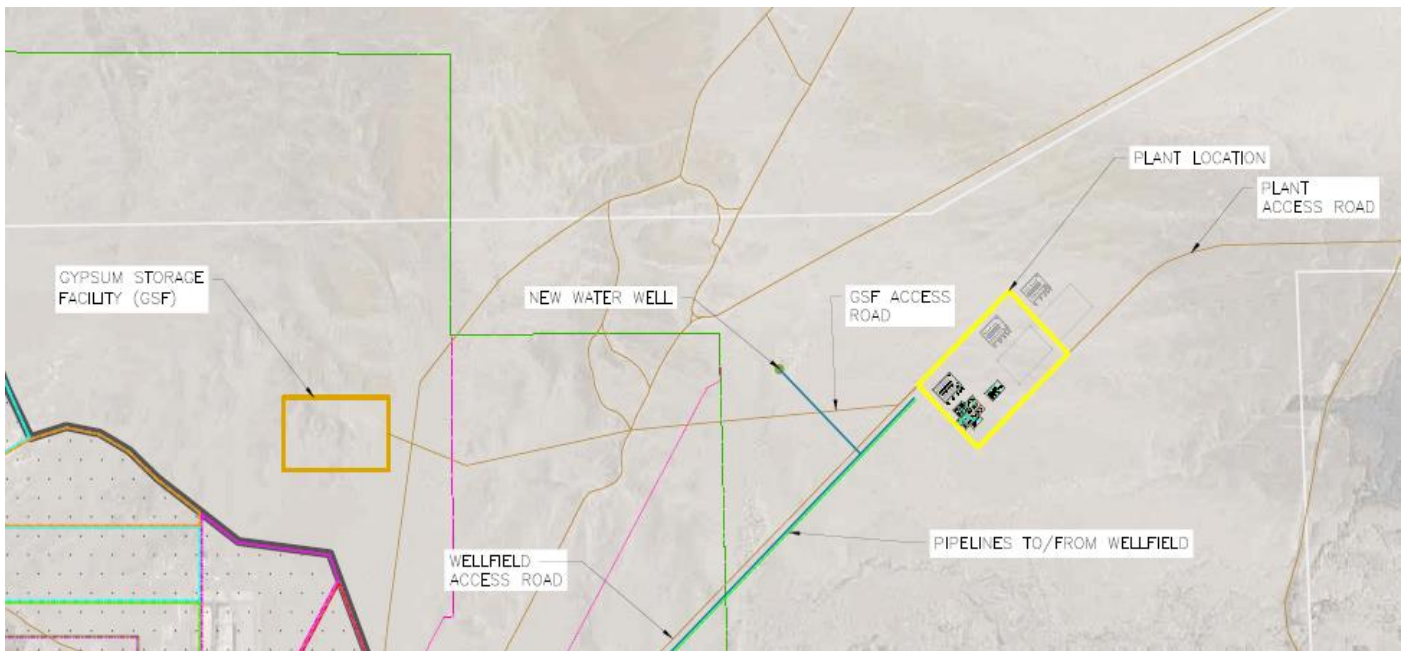 PLANT LOCATION
PLANT
ACCESS ROAD
GYPSUM STORAGE
FACILITY (GSF)
NEW WATER WELL
GSF ACCESS
ROAD
WELLFIELD
ACCESS ROAD
PIPELINES TO/FROM WELLFIELD